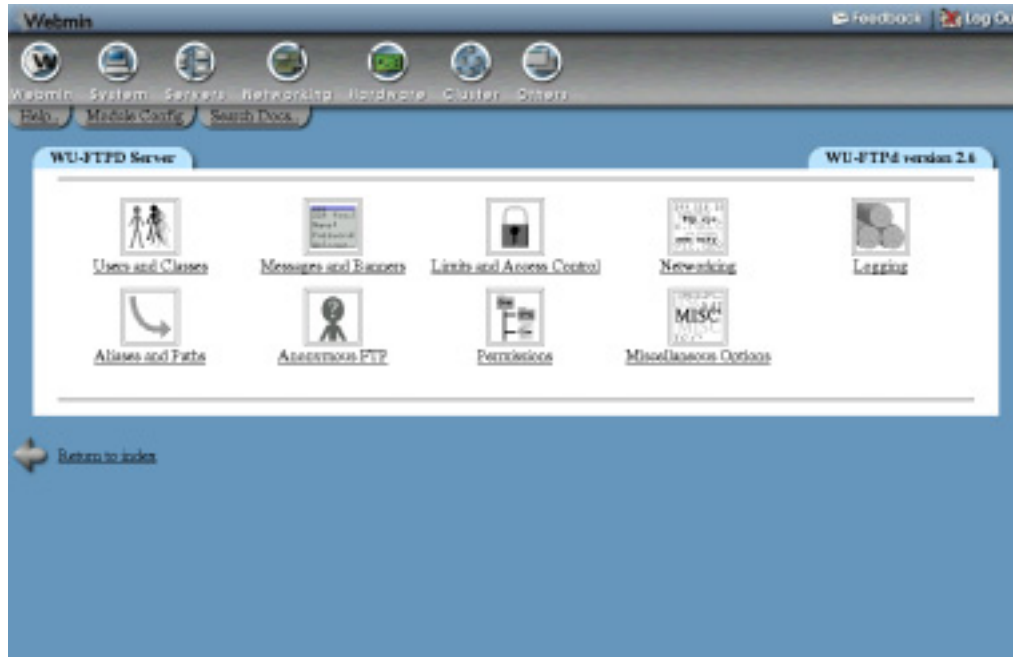 Webmin
Feedback
Log Ou
Webmin System Servers Networking Hardware Cluster Others
Help..
Module Config
Search Docs..
WU-FTPD Server
WU-FTPd version 2.6
Users and Classes
Messages and Banners
Limits and Access Control
Networking
Logging
MISC
Aliases and Paths
Anonymous FTP
Permissions
Miscellaneous Options
Return to index